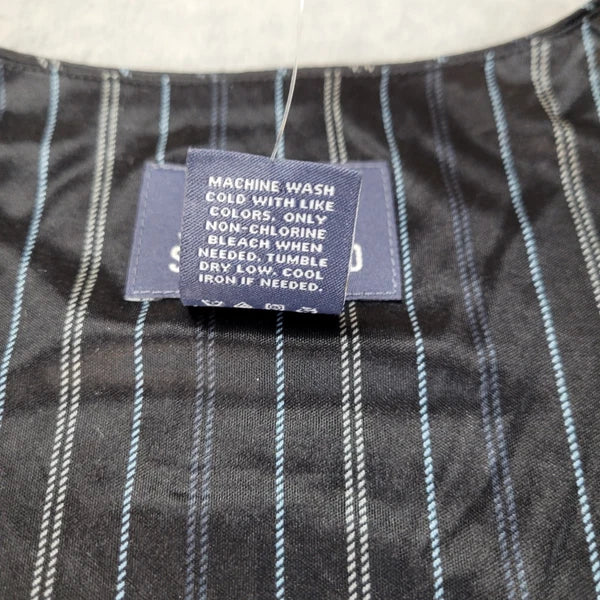 MACHINE WASH
COLD WITH LIKE
COLORS. ONLY
NON-CHLORINE
BLEACH WHEN
NEEDED. TUMBLE
DRY LOW. COOL
IRON IF NEEDED.